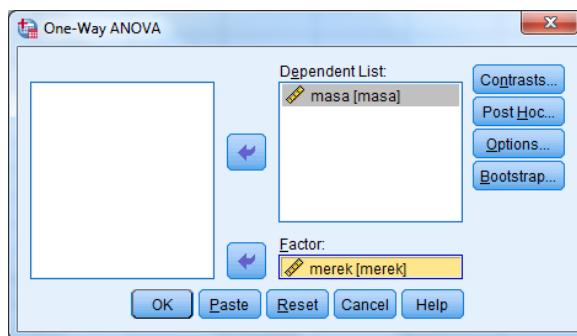 One-Way ANOVA
Dependent List:
masa [masa]
Contrasts...
Post Hoc...
Options...
Bootstrap...
Factor:
merek [merek]
OK
Paste
Reset
Cancel
Help